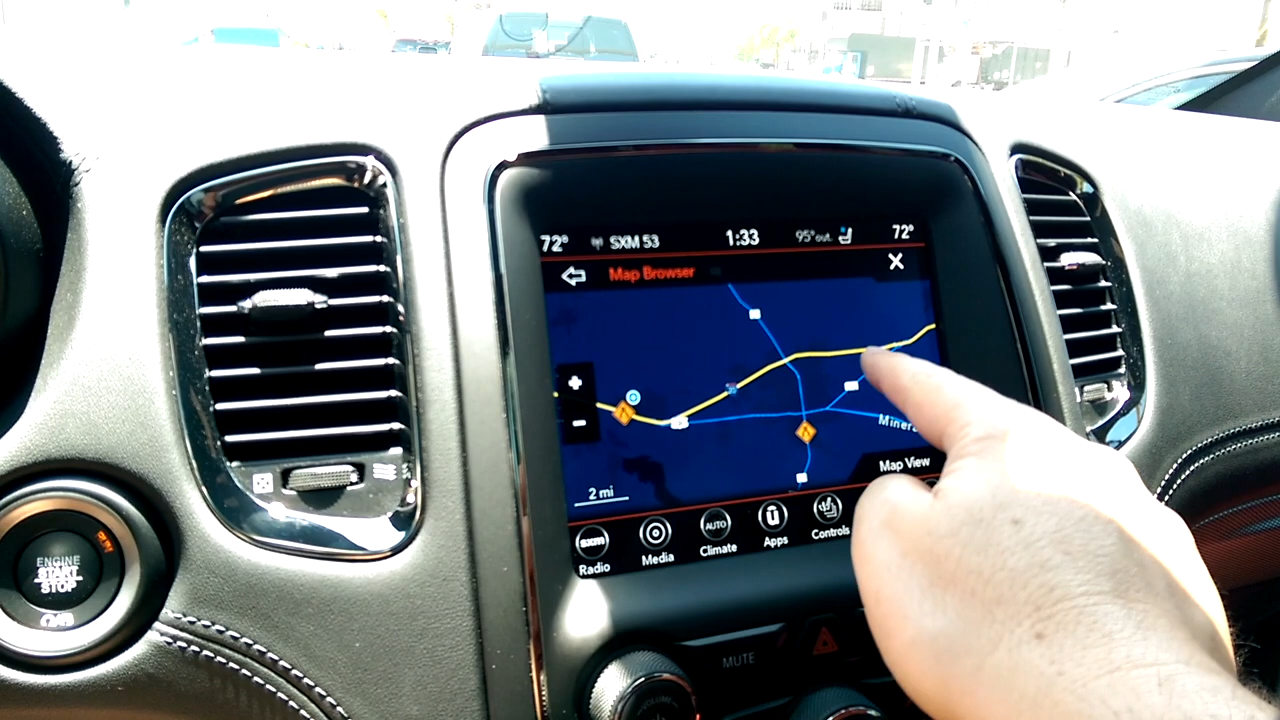 72° SXM 53 1:33 95° out. 72°
Map Browser
X
+
-
Minera
Map View
2 mi
sxm
AUTO
ū
Radio Media Climate Apps Controls
ENGINE
START
STOP
MUTE
VOLUME